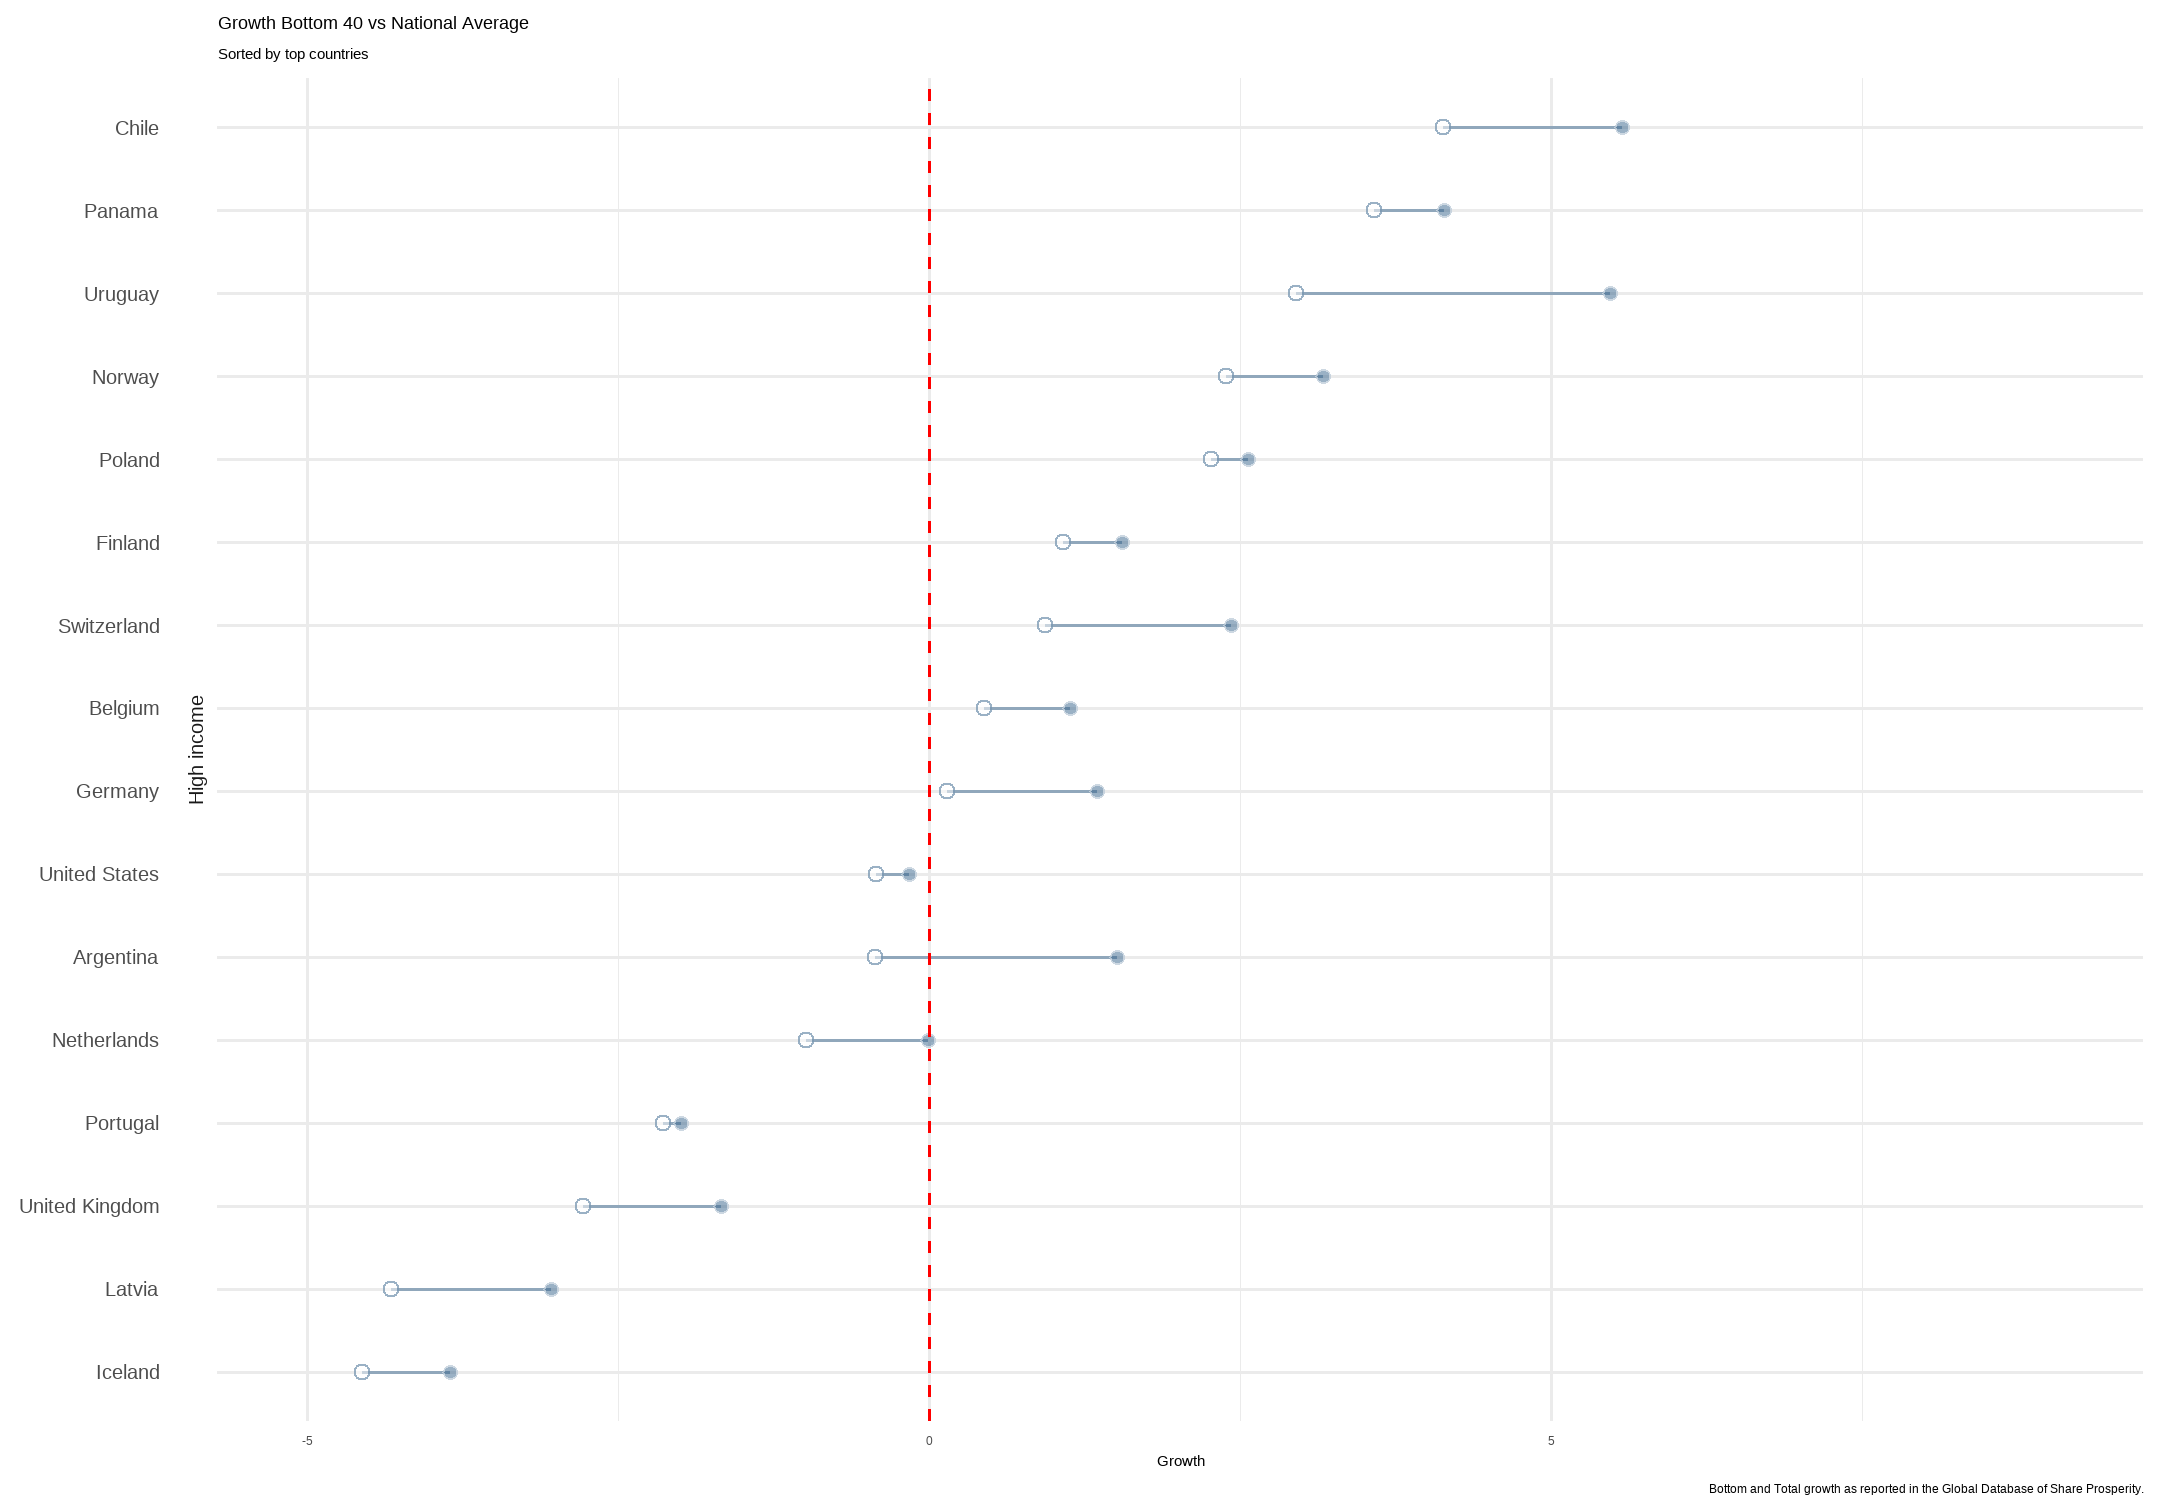 Growth Bottom 40 vs National Average
Sorted by top countries
Chile
Panama
Uruguay
Norway
Poland
Finland
Switzerland
Belgium
Germany
United States
Argentina
Netherlands
Portugal
United Kingdom
Latvia
Iceland
High income
-5
0
5
Growth
Bottom and Total growth as reported in the Global Database of Share Prosperity.